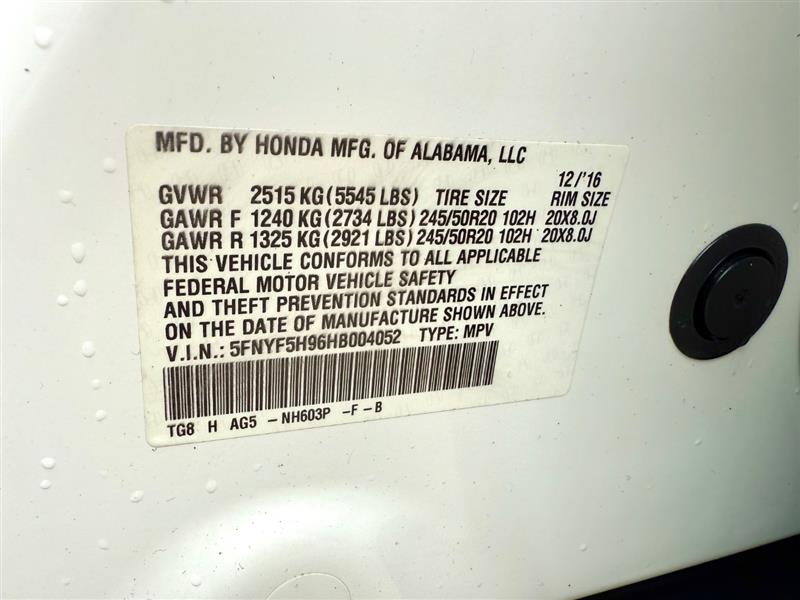 MFD. BY HONDA MFG. OF ALABAMA, LLC
12/'16
GVWR 2515 KG(5545 LBS) TIRE SIZE RIM SIZE
GAWR F 1240 KG(2734 LBS) 245/50R20 102H 20X8.0J
GAWR R 1325 KG(2921 LBS) 245/50R20 102H 20X8.0J
THIS VEHICLE CONFORMS TO ALL APPLICABLE
FEDERAL MOTOR VEHICLE SAFETY
AND THEFT PREVENTION STANDARDS IN EFFECT
ON THE DATE OF MANUFACTURE SHOWN ABOVE.
V.I.N.: 5FNYF5H96HB004052 TYPE: MPV
TG8 H AG5 -NH603P -F-B